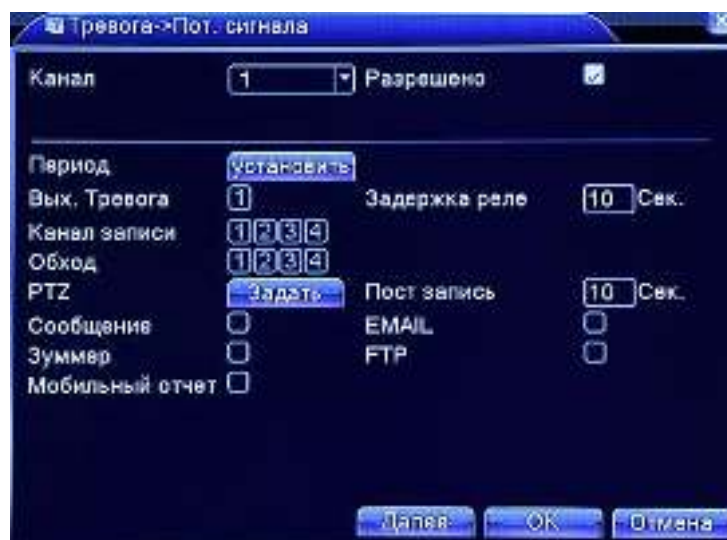 Тревога->Пот. сигнала
Канал 1 Разрешено
Период установить
Вых. Тревога 1 Задержка реле 10 Сек.
Канал записи 1 2 3 4
Обход 1 2 3 4
PTZ Задать Пост запись 10 Сек.
Сообщение EMAIL
Зуммер FTP
Мобильный отчет
Далее OK Отмена